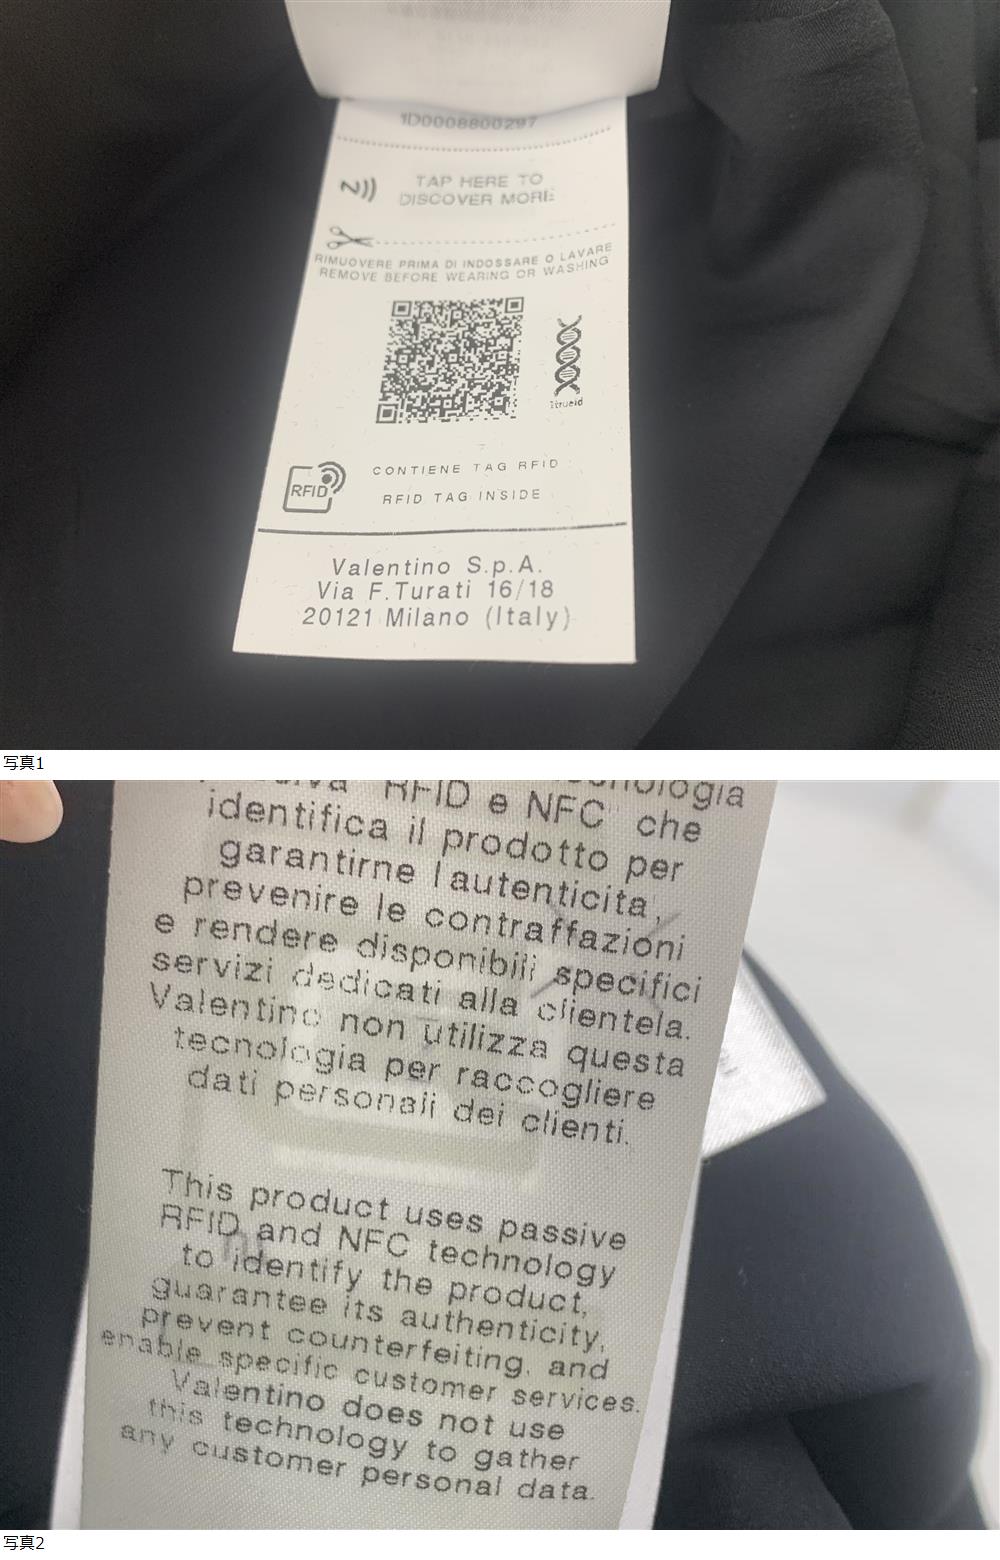 1D0008800297
TAP HERE TO
DISCOVER MORE
RIMUOVERE PRIMA DI INDOSSARE O LAVARE
REMOVE BEFORE WEARING OR WASHING
1trueid
RFID
CONTIENE TAG RFID
RFID TAG INSIDE
Valentino S.p.A.
Via F.Turati 16/18
20121 Milano (Italy)
写真1
RFID e NFC che
identifica il prodotto per
garantirne l'autenticita,
prevenire le contraffazioni
e rendere disponibili specifici
servizi dedicati alla clientela.
Valentino non utilizza questa
tecnologia per raccogliere
dati personali dei clienti.
This product uses passive
RFID and NFC technology
to identify the product,
guarantee its authenticity,
prevent counterfeiting, and
enable specific customer services.
Valentino does not use
this technology to gather
any customer personal data.
写真2